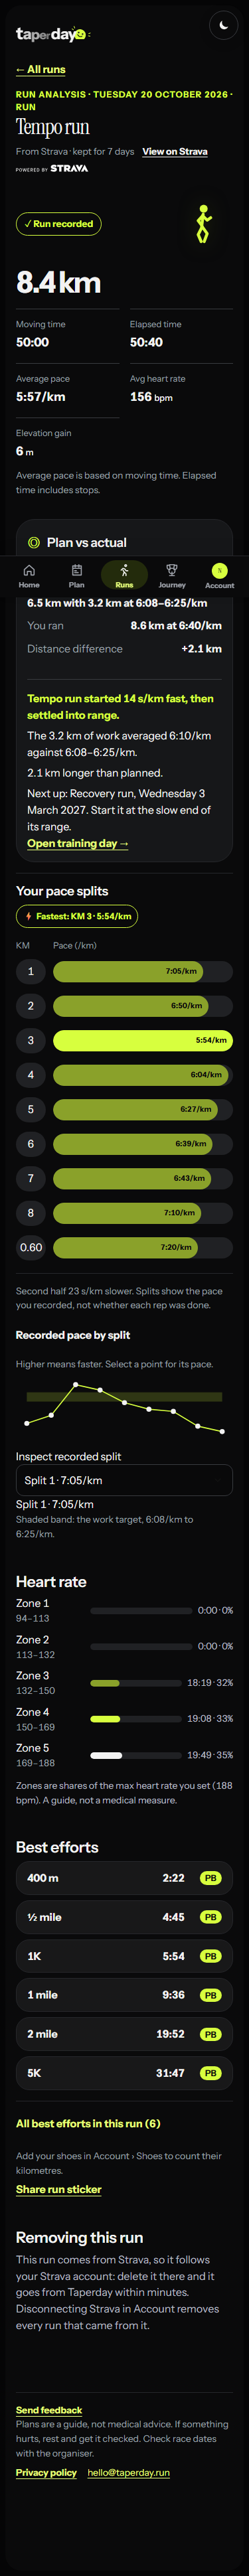 taperday
← All runs
RUN ANALYSIS · TUESDAY 20 OCTOBER 2026 ·
RUN
Tempo run
From Strava · kept for 7 days View on Strava
POWERED BY STRAVA
✓ Run recorded
8.4km
Moving time
50:00
Elapsed time
50:40
Average pace
5:57/km
Avg heart rate
156 bpm
Elevation gain
6 m
Average pace is based on moving time. Elapsed
time includes stops.
Plan vs actual
Home
Plan
Runs
Journey
Account
6.5 km with 3.2 km at 6:08–6:25/km
You ran 8.6 km at 6:40/km
Distance difference +2.1 km
Tempo run started 14 s/km fast, then
settled into range.
The 3.2 km of work averaged 6:10/km
against 6:08–6:25/km.
2.1 km longer than planned.
Next up: Recovery run, Wednesday 3
March 2027. Start it at the slow end of
its range.
Open training day →
Your pace splits
Fastest: KM 3 · 5:54/km
KM Pace (/km)
1 7:05/km
2 6:50/km
3 5:54/km
4 6:04/km
5 6:27/km
6 6:39/km
7 6:43/km
8 7:10/km
0.60 7:20/km
Second half 23 s/km slower. Splits show the pace
you recorded, not whether each rep was done.
Recorded pace by split
Higher means faster. Select a point for its pace.
Inspect recorded split
Split 1 · 7:05/km
Split 1 · 7:05/km
Shaded band: the work target, 6:08/km to
6:25/km.
Heart rate
Zone 1
94–113
0:00 · 0%
Zone 2
113–132
0:00 · 0%
Zone 3
132–150
18:19 · 32%
Zone 4
150–169
19:08 · 33%
Zone 5
169–188
19:49 · 35%
Zones are shares of the max heart rate you set (188
bpm). A guide, not a medical measure.
Best efforts
400 m 2:22 PB
½ mile 4:45 PB
1K 5:54 PB
1 mile 9:36 PB
2 mile 19:52 PB
5K 31:47 PB
All best efforts in this run (6)
Add your shoes in Account › Shoes to count their
kilometres.
Share run sticker
Removing this run
This run comes from Strava, so it follows
your Strava account: delete it there and it
goes from Taperday within minutes.
Disconnecting Strava in Account removes
every run that came from it.
Send feedback
Plans are a guide, not medical advice. If something
hurts, rest and get it checked. Check race dates
with the organiser.
Privacy policy hello@taperday.run